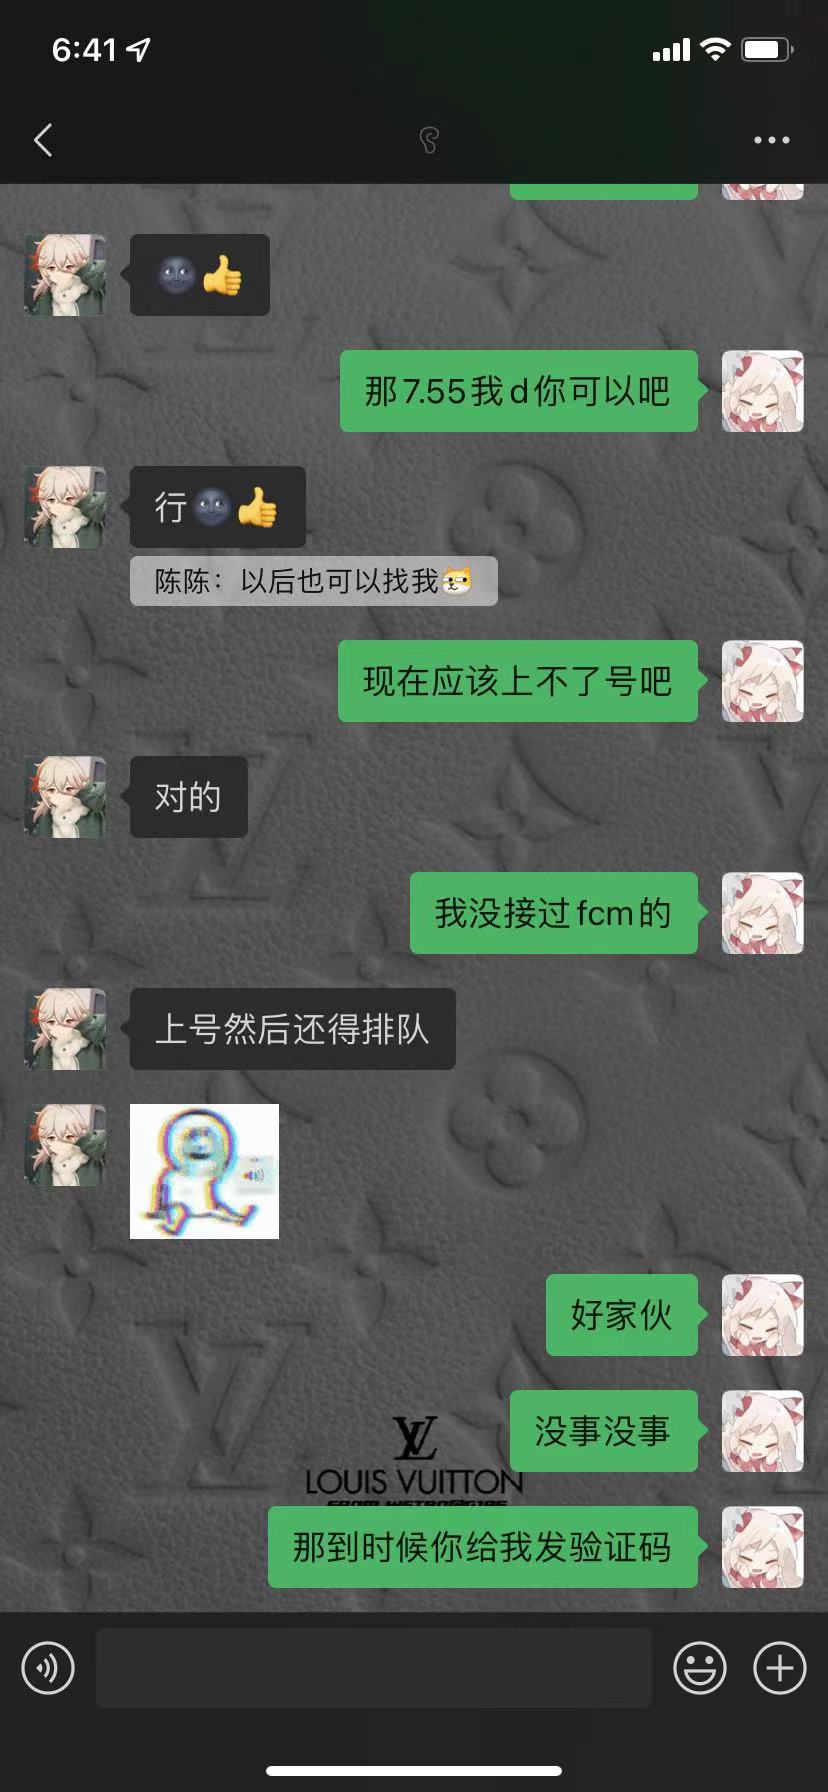 6:41
那7.55我d你可以吧
行🌚👍
陈陈：以后也可以找我
现在应该上不了号吧
对的
我没接过fcm的
上号然后还得排队
好家伙
没事没事
LOUIS VUITTON
那到时候你给我发验证码